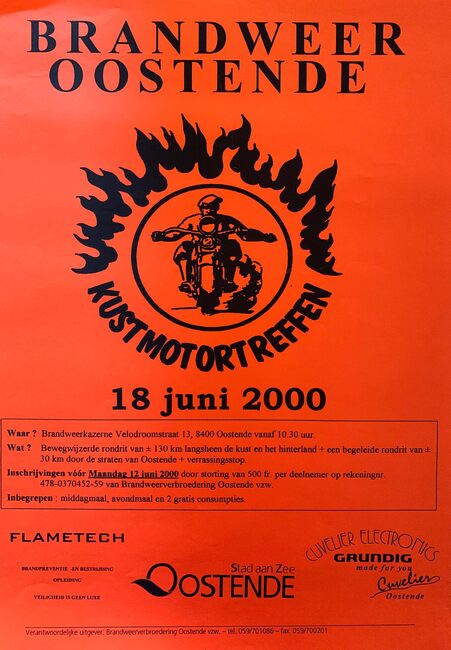 BRANDWEER
OOSTENDE
KUSTMOTORTREFFEN
18 juni 2000
Waar ? Brandweerkazerne Velodroomstraat 13, 8400 Oostende vanaf 10.30 uur.
Wat ? Bewegwijzerde rondrit van ± 130 km langsheen de kust en het hinterland + een begeleide rondrit van ±
30 km door de straten van Oostende + verrassingsstop.
Inschrijvingen vóór Maandag 12 juni 2000 door storting van 500 fr. per deelnemer op rekeningnr.
478-0370452-59 van Brandweerverbroedering Oostende vzw.
Inbegrepen : middagmaal, avondmaal en 2 gratis consumpties.
FLAMETECH
BRANDPREVENTIE -EN BESTRIJDING
OPLEIDING
VEILIGHEID IS GEEN LUXE
Stad aan Zee
OOSTENDE
CUVELIER ELECTRONICS
GRUNDIG
made for you
Cuvelier
Oostende
Verantwoordelijke uitgever: Brandweerverbroedering Oostende vzw. – tel. 059/701086 – fax. 059/700201